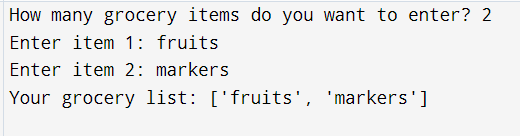 How many grocery items do you want to enter? 2
Enter item 1: fruits
Enter item 2: markers
Your grocery list: ['fruits', 'markers']